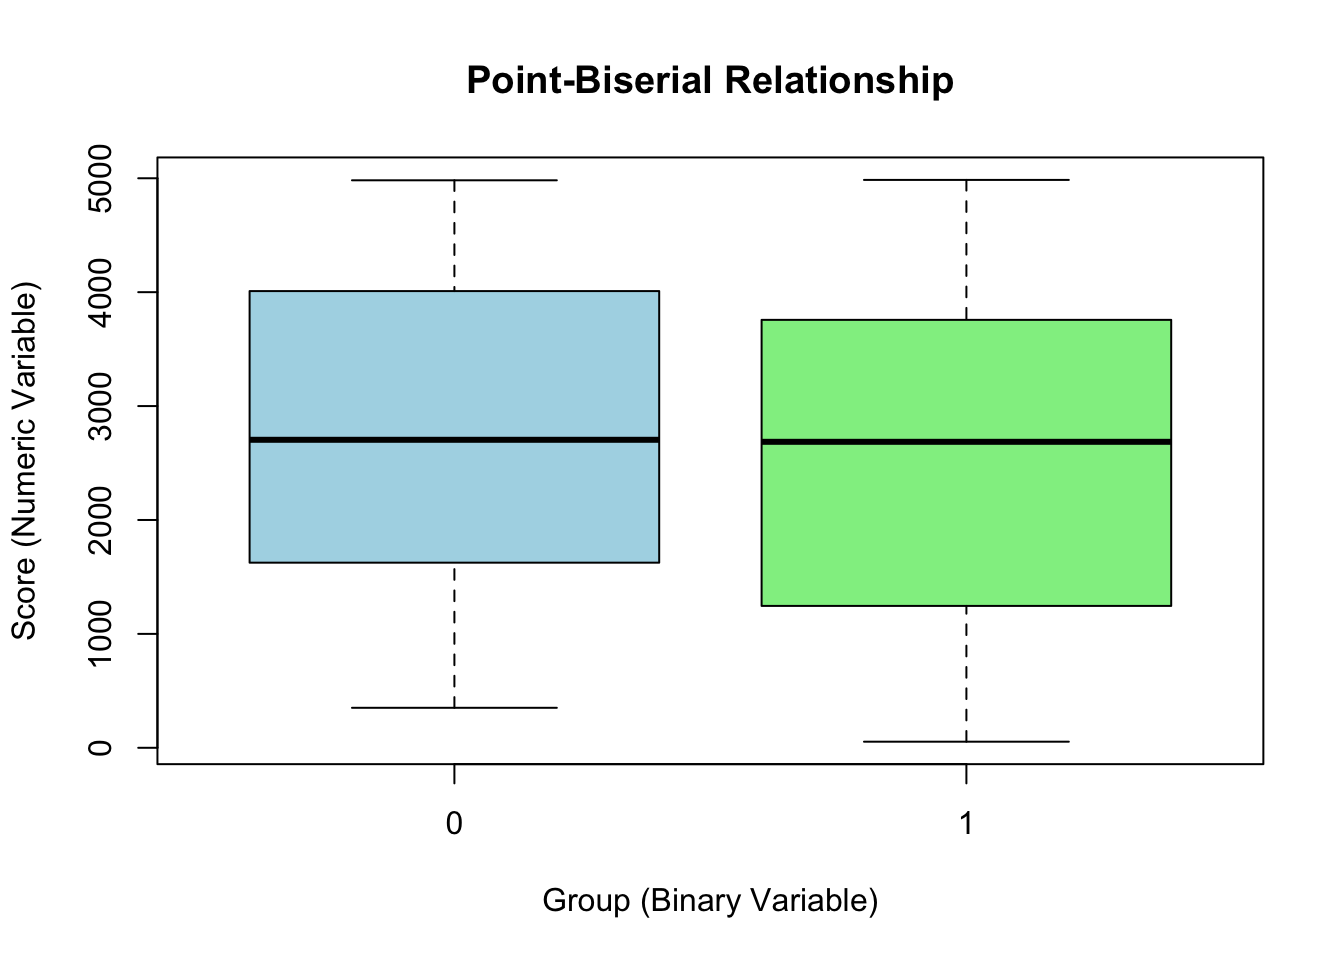 Point-Biserial Relationship
Score (Numeric Variable)
5000
4000
3000
2000
1000
0
0 1
Group (Binary Variable)